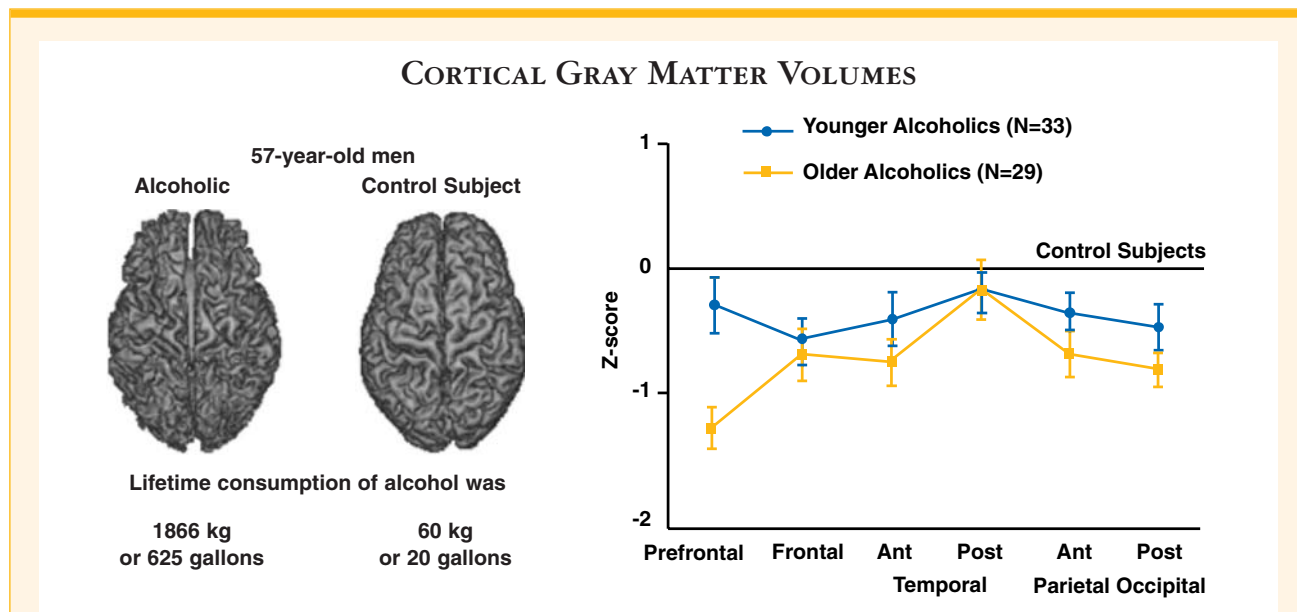 CORTICAL GRAY MATTER VOLUMES
57-year-old men
Alcoholic Control Subject
Lifetime consumption of alcohol was
1866 kg 60 kg
or 625 gallons or 20 gallons
Younger Alcoholics (N=33)
Older Alcoholics (N=29)
Control Subjects
Z-score
1
0
-1
-2
Prefrontal Frontal Ant Post Ant Post
Temporal Parietal Occipital